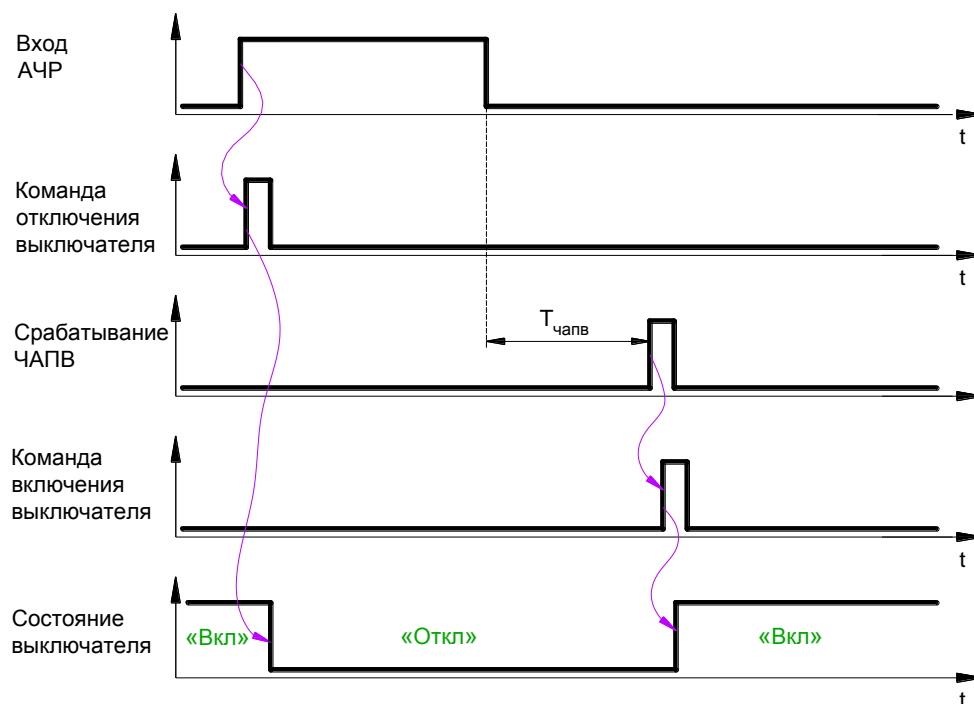 Вход
АЧР
t
Команда
отключения
выключателя
t
Срабатывание
ЧАПВ
Tчапв
t
Команда
включения
выключателя
t
Состояние
выключателя
«Вкл»
«Откл»
«Вкл»
t